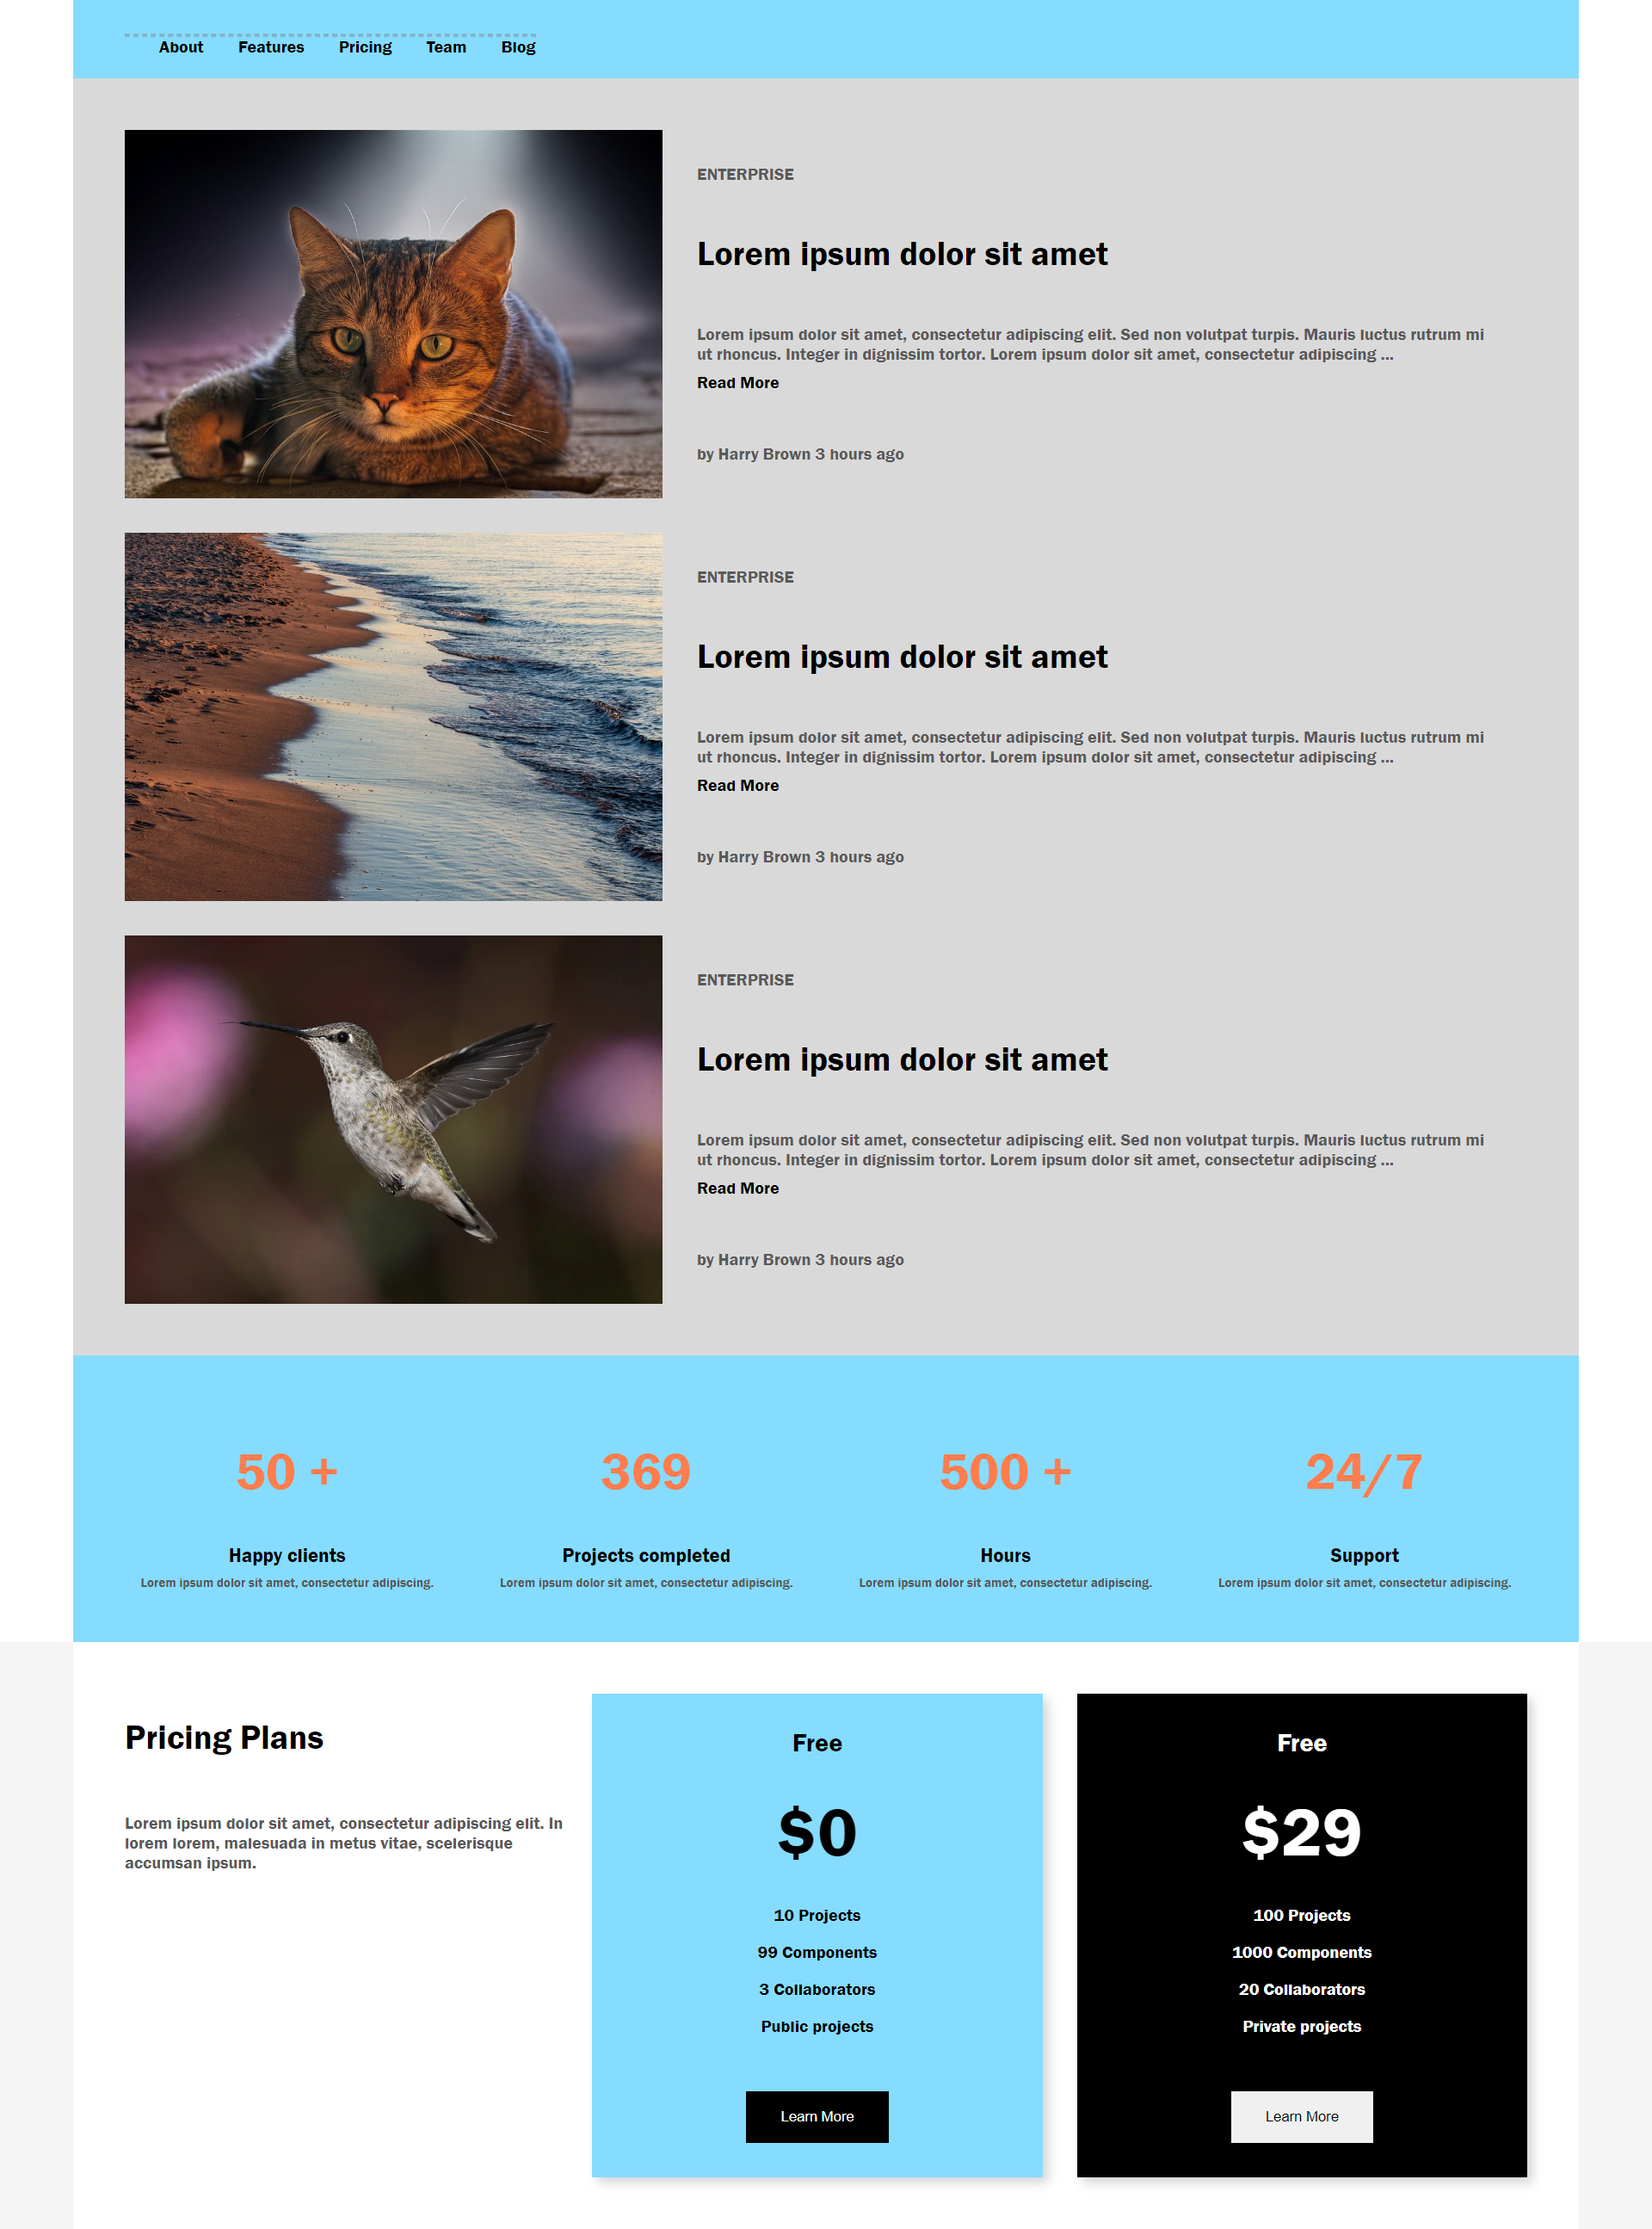 About Features Pricing Team Blog
ENTERPRISE
Lorem ipsum dolor sit amet
Lorem ipsum dolor sit amet, consectetur adipiscing elit. Sed non volutpat turpis. Mauris luctus rutrum mi
ut rhoncus. Integer in dignissim tortor. Lorem ipsum dolor sit amet, consectetur adipiscing ...
Read More
by Harry Brown 3 hours ago
ENTERPRISE
Lorem ipsum dolor sit amet
Lorem ipsum dolor sit amet, consectetur adipiscing elit. Sed non volutpat turpis. Mauris luctus rutrum mi
ut rhoncus. Integer in dignissim tortor. Lorem ipsum dolor sit amet, consectetur adipiscing ...
Read More
by Harry Brown 3 hours ago
ENTERPRISE
Lorem ipsum dolor sit amet
Lorem ipsum dolor sit amet, consectetur adipiscing elit. Sed non volutpat turpis. Mauris luctus rutrum mi
ut rhoncus. Integer in dignissim tortor. Lorem ipsum dolor sit amet, consectetur adipiscing ...
Read More
by Harry Brown 3 hours ago
50 +
Happy clients
Lorem ipsum dolor sit amet, consectetur adipiscing.
369
Projects completed
Lorem ipsum dolor sit amet, consectetur adipiscing.
500 +
Hours
Lorem ipsum dolor sit amet, consectetur adipiscing.
24/7
Support
Lorem ipsum dolor sit amet, consectetur adipiscing.
Pricing Plans
Lorem ipsum dolor sit amet, consectetur adipiscing elit. In
lorem lorem, malesuada in metus vitae, scelerisque
accumsan ipsum.
Free
$0
10 Projects
99 Components
3 Collaborators
Public projects
Learn More
Free
$29
100 Projects
1000 Components
20 Collaborators
Private projects
Learn More